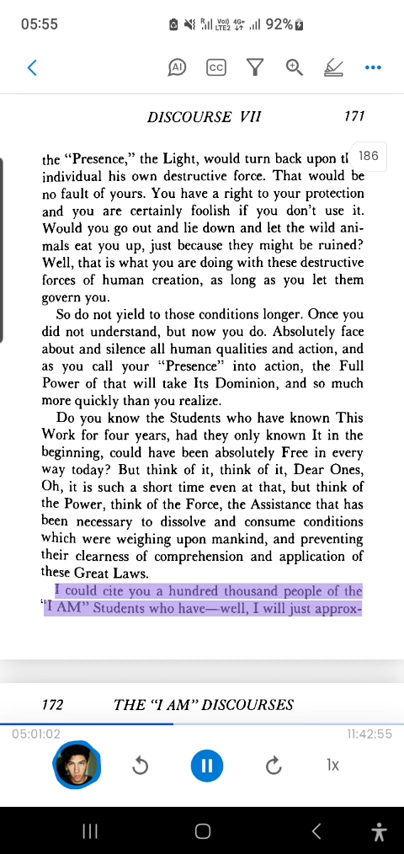 05:55
R
Vo))
LTE2
4G+
92%
AI
CC
DISCOURSE VII 171
186
the “Presence,” the Light, would turn back upon
individual his own destructive force. That would be
no fault of yours. You have a right to your protection
and you are certainly foolish if you don’t use it.
Would you go out and lie down and let the wild ani-
mals eat you up, just because they might be ruined?
Well, that is what you are doing with these destructive
forces of human creation, as long as you let them
govern you.
So do not yield to those conditions longer. Once you
did not understand, but now you do. Absolutely face
about and silence all human qualities and action, and
as you call your “Presence” into action, the Full
Power of that will take Its Dominion, and so much
more quickly than you realize.
Do you know the Students who have known This
Work for four years, had they only known It in the
beginning, could have been absolutely Free in every
way today? But think of it, think of it, Dear Ones,
Oh, it is such a short time even at that, but think of
the Power, think of the Force, the Assistance that has
been necessary to dissolve and consume conditions
which were weighing upon mankind, and preventing
their clearness of comprehension and application of
these Great Laws.
I could cite you a hundred thousand people of the
“I AM” Students who have—well, I will just approx-
172 THE “I AM” DISCOURSES
05:01:02 11:42:55
1x